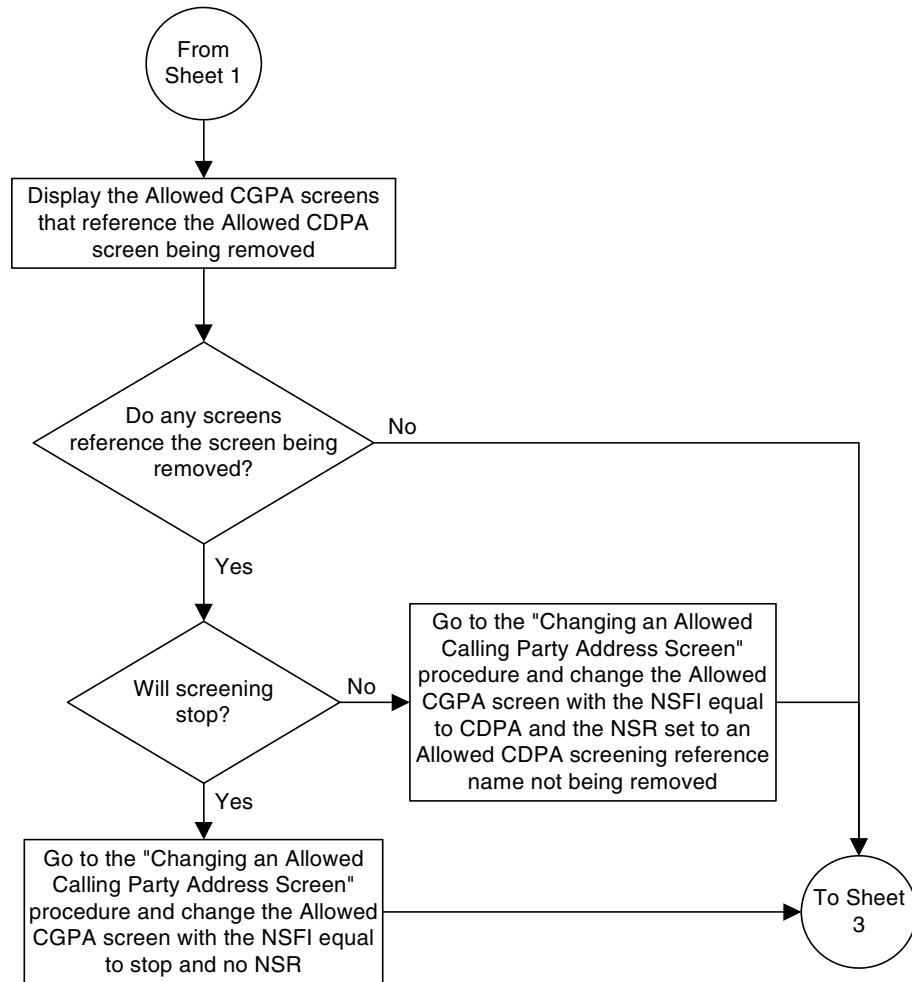 From
Sheet 1
Display the Allowed CGPA screens
that reference the Allowed CDPA
screen being removed
Do any screens
reference the screen being
removed?
No
Yes
Will screening
stop?
No
Go to the "Changing an Allowed
Calling Party Address Screen"
procedure and change the Allowed
CGPA screen with the NSFI equal
to CDPA and the NSR set to an
Allowed CDPA screening reference
name not being removed
Yes
Go to the "Changing an Allowed
Calling Party Address Screen"
procedure and change the Allowed
CGPA screen with the NSFI equal
to stop and no NSR
To Sheet
3